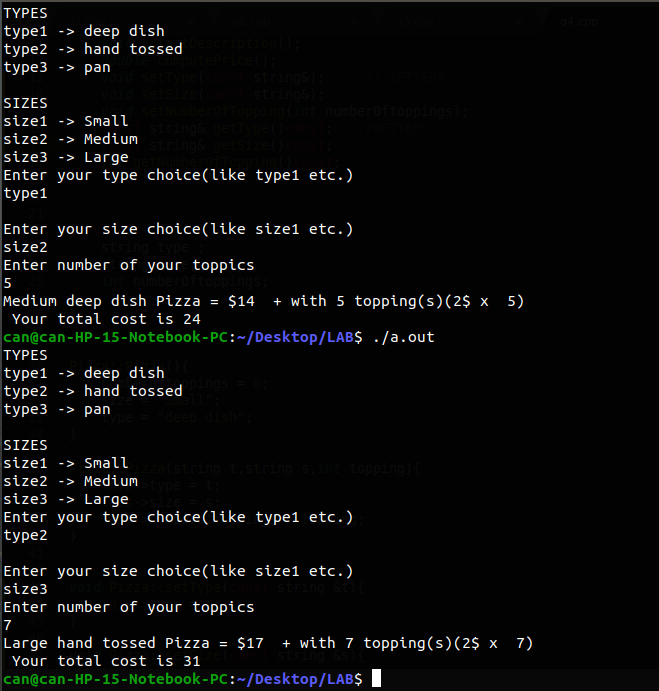 TYPES
type1 -> deep dish
type2 -> hand tossed
type3 -> pan
SIZES
size1 -> Small
size2 -> Medium
size3 -> Large
Enter your type choice(like type1 etc.)
type1
Enter your size choice(like size1 etc.)
size2
Enter number of your toppics
5
Medium deep dish Pizza = $14  + with 5 topping(s)(2$ x  5)
 Your total cost is 24
can@can-HP-15-Notebook-PC:~/Desktop/LAB$ ./a.out
TYPES
type1 -> deep dish
type2 -> hand tossed
type3 -> pan
SIZES
size1 -> Small
size2 -> Medium
size3 -> Large
Enter your type choice(like type1 etc.)
type2
Enter your size choice(like size1 etc.)
size3
Enter number of your toppics
7
Large hand tossed Pizza = $17  + with 7 topping(s)(2$ x  7)
 Your total cost is 31
can@can-HP-15-Notebook-PC:~/Desktop/LAB$